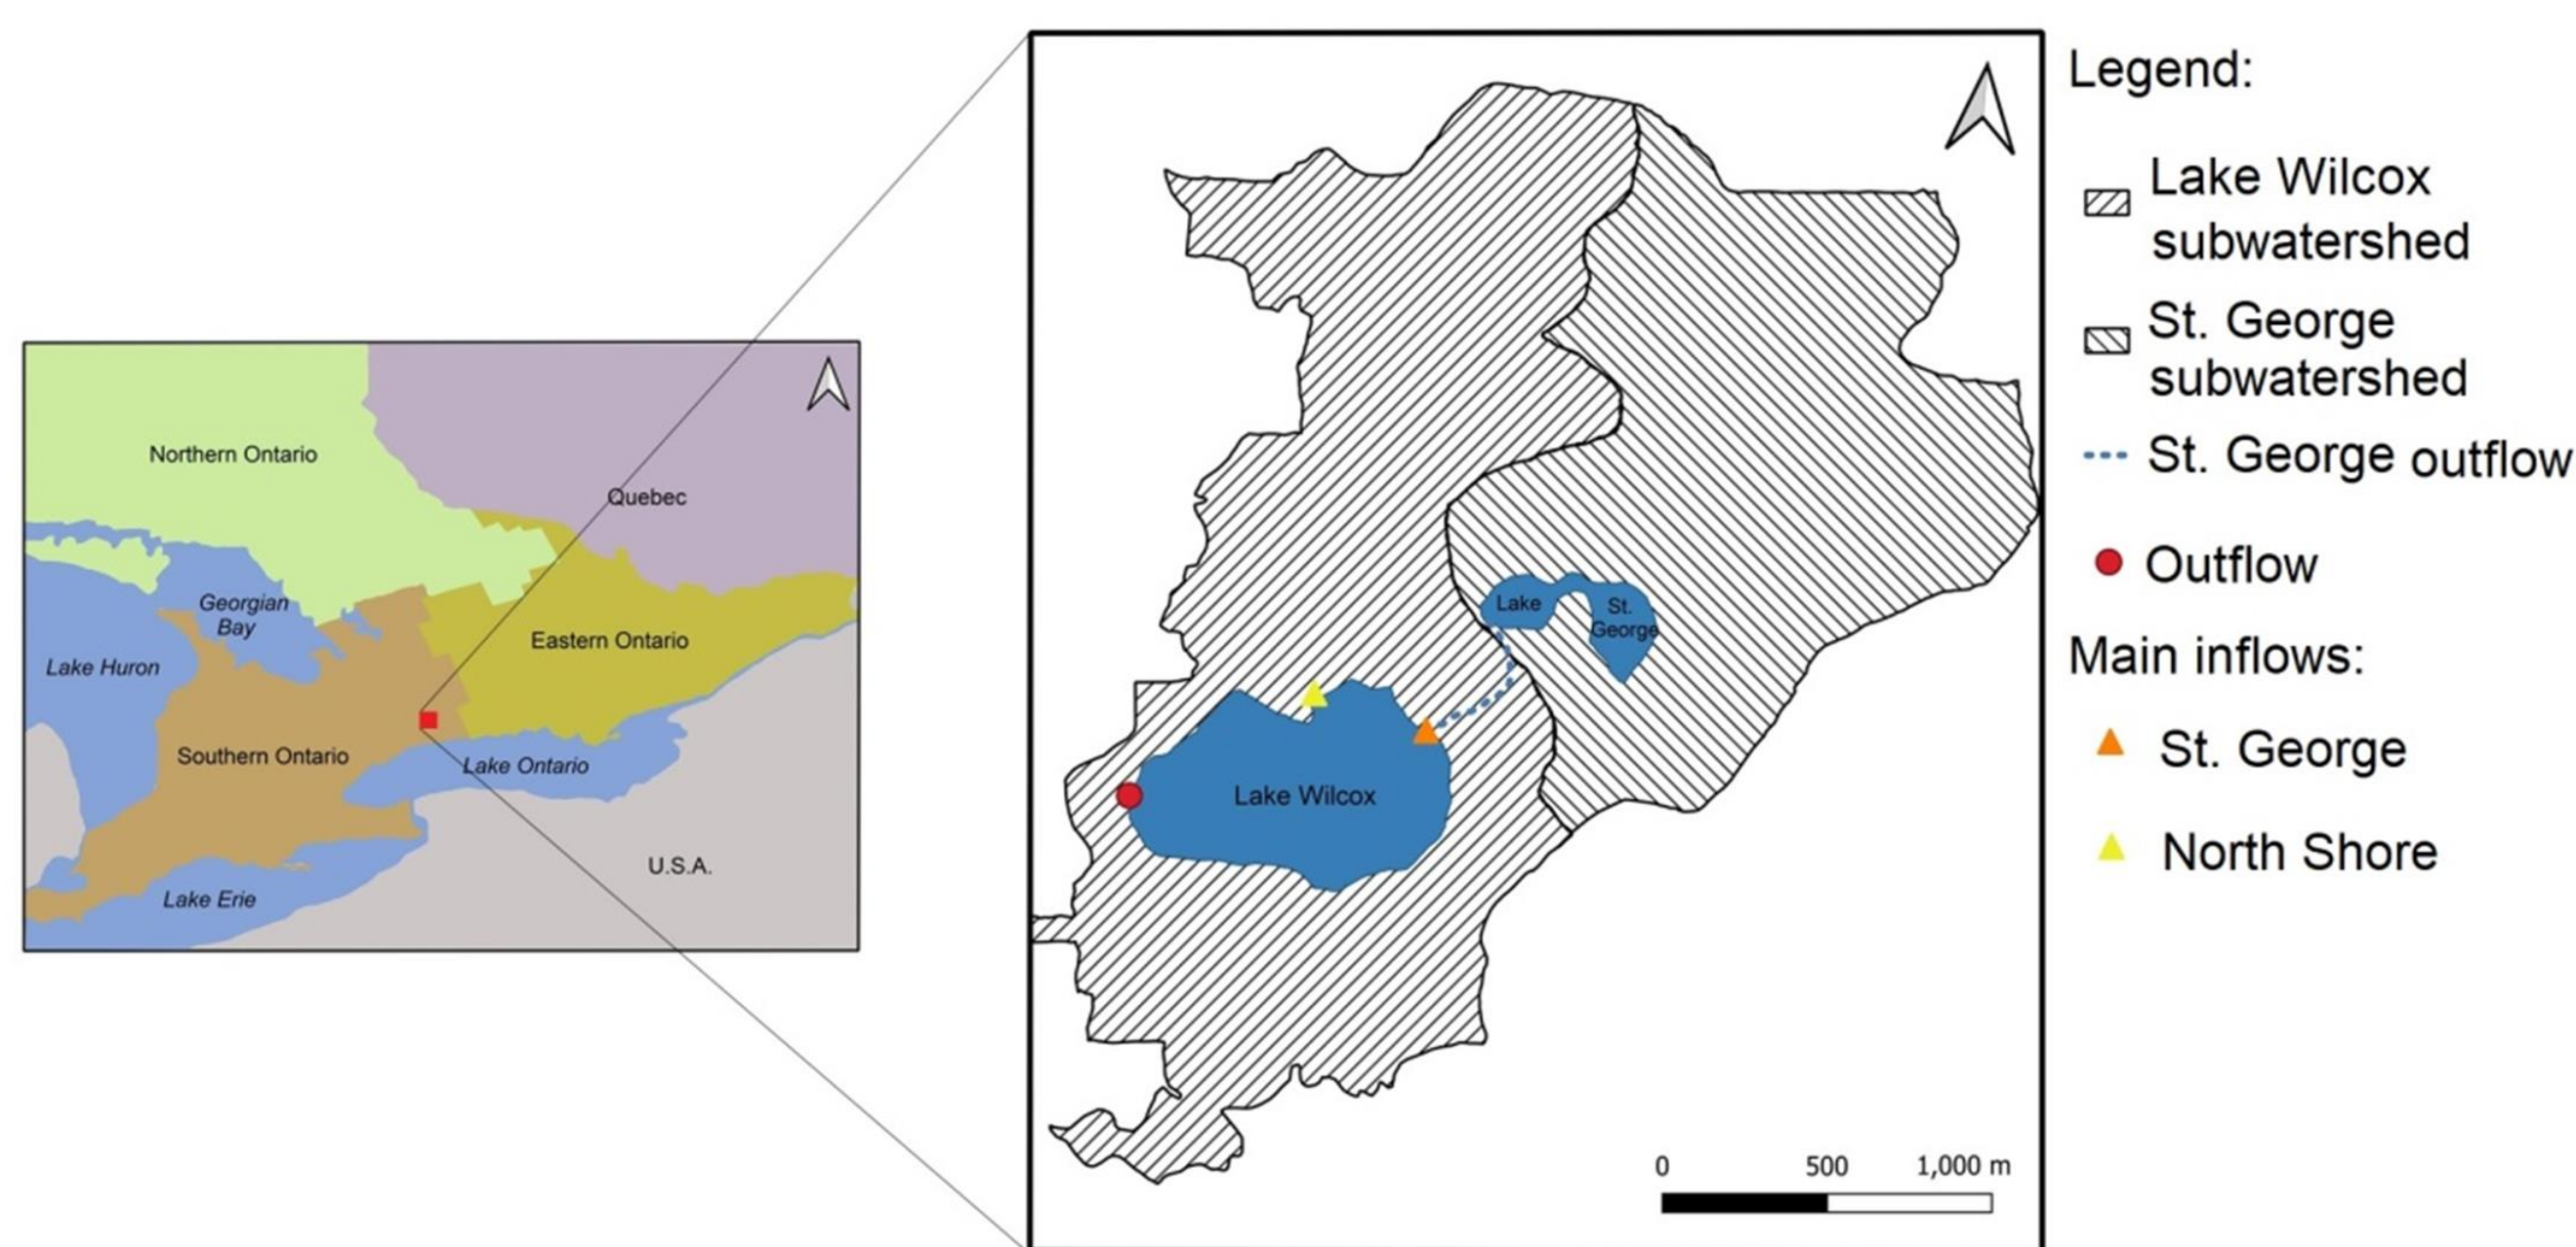 Northern Ontario
Quebec
Georgian
Bay
Eastern Ontario
Lake Huron
Southern Ontario
Lake Ontario
U.S.A.
Lake Erie
Lake
St.
George
Lake Wilcox
0 500 1,000 m
Legend:
Lake Wilcox
subwatershed
St. George
subwatershed
St. George outflow
Outflow
Main inflows:
St. George
North Shore